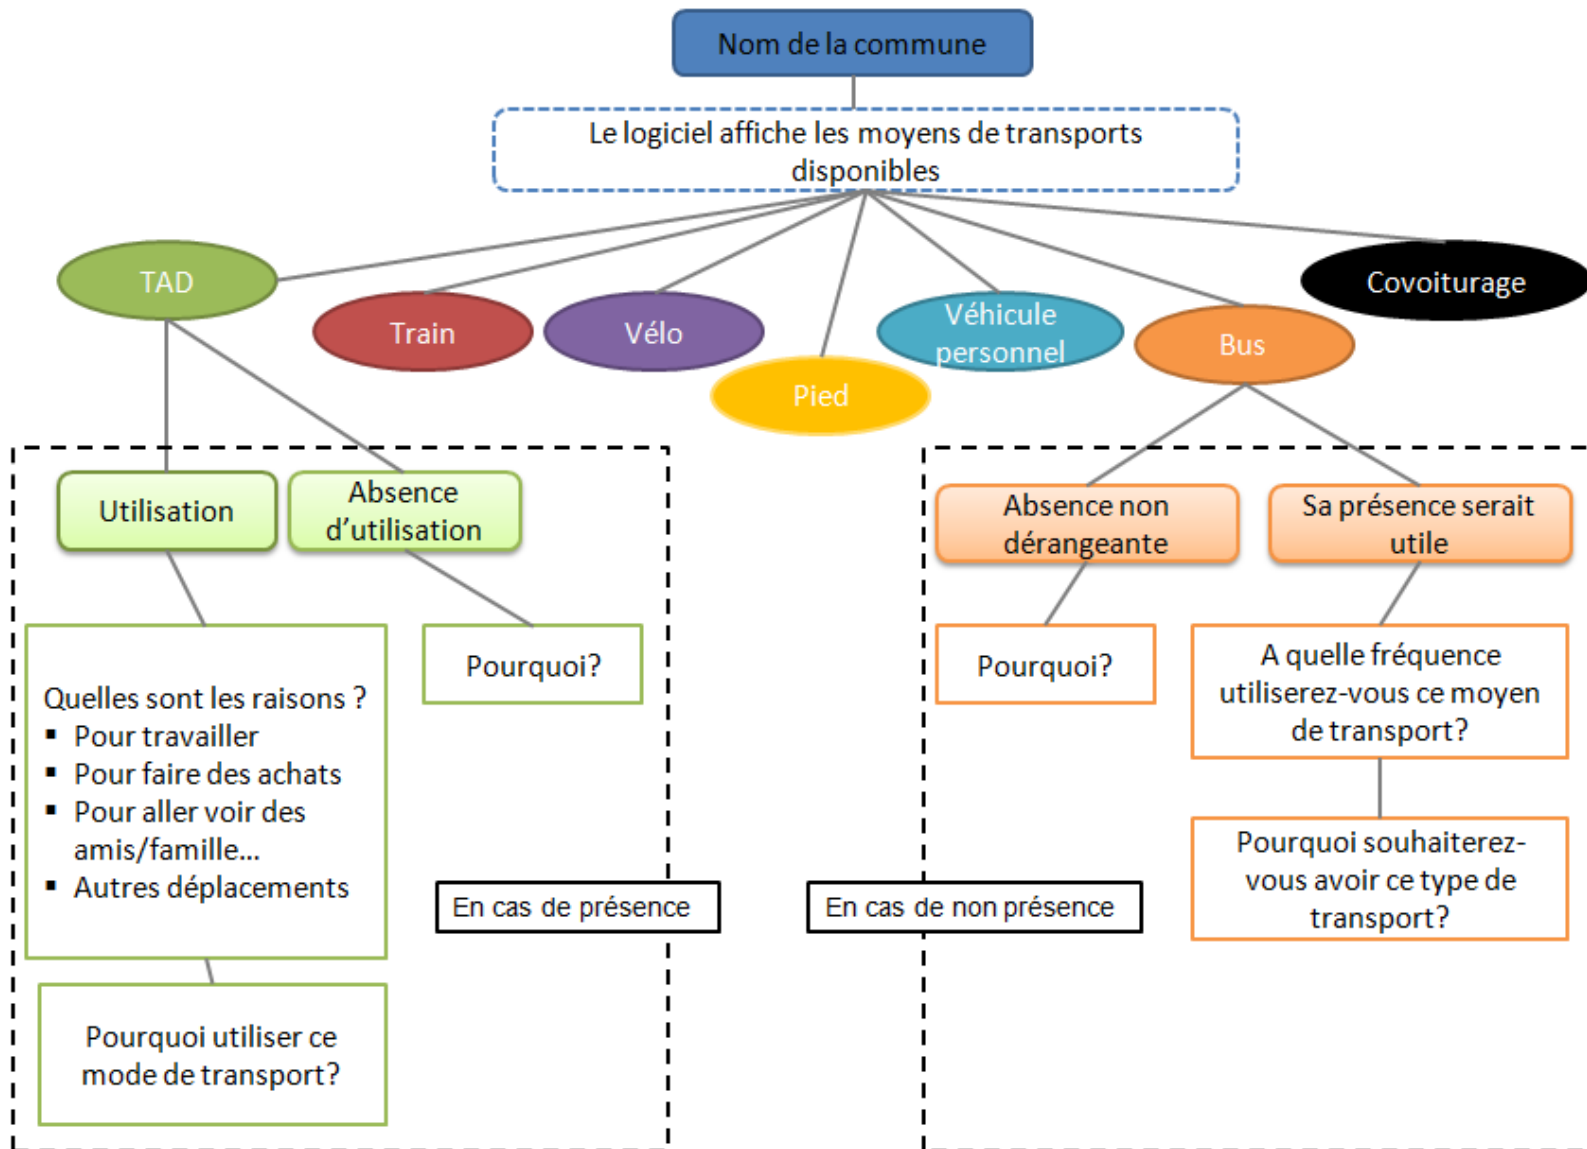 Nom de la commune
Le logiciel affiche les moyens de transports
disponibles
TAD
Train
Vélo
Pied
Véhicule
personnel
Bus
Covoiturage
Utilisation
Absence
d’utilisation
Absence non
dérangeante
Sa présence serait
utile
Quelles sont les raisons ?
▪ Pour travailler
▪ Pour faire des achats
▪ Pour aller voir des
amis/famille...
▪ Autres déplacements
Pourquoi?
Pourquoi?
A quelle fréquence
utiliserez-vous ce moyen
de transport?
Pourquoi souhaiterez-
vous avoir ce type de
transport?
En cas de présence
En cas de non présence
Pourquoi utiliser ce
mode de transport?